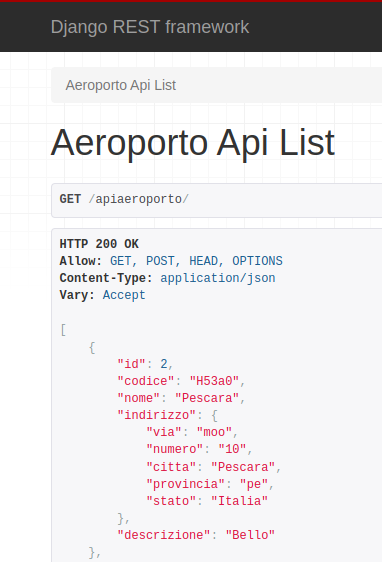 Django REST framework
Aeroporto Api List
Aeroporto Api List
GET /apiaeroporto/
HTTP 200 OK
Allow: GET, POST, HEAD, OPTIONS
Content-Type: application/json
Vary: Accept
[
    {
        "id": 2,
        "codice": "H53a0",
        "nome": "Pescara",
        "indirizzo": {
            "via": "moo",
            "numero": "10",
            "citta": "Pescara",
            "provincia": "pe",
            "stato": "Italia"
        },
        "descrizione": "Bello"
    },